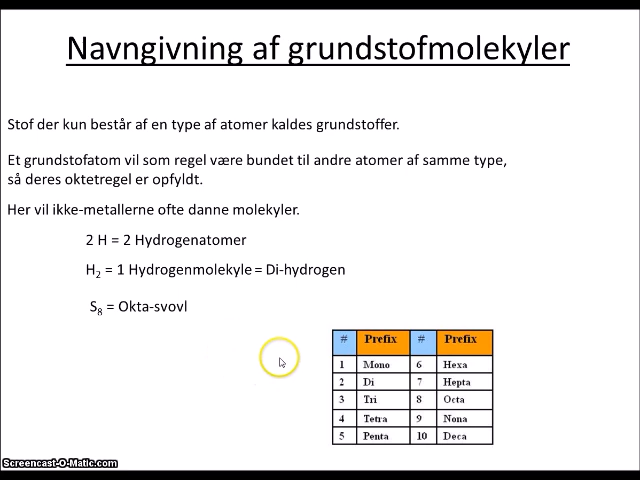 Navngivning af grundstofmolekyler
Stof der kun består af en type af atomer kaldes grundstoffer.
Et grundstofatom vil som regel være bundet til andre atomer af samme type,
så deres oktetregel er opfyldt.
Her vil ikke-metallerne ofte danne molekyler.
2 H = 2 Hydrogenatomer
H₂ = 1 Hydrogenmolekyle = Di-hydrogen
S₈ = Okta-svovl
# Prefix # Prefix
1 Mono 6 Hexa
2 Di 7 Hepta
3 Tri 8 Octa
4 Tetra 9 Nona
5 Penta 10 Deca
Screencast-O-Matic.com